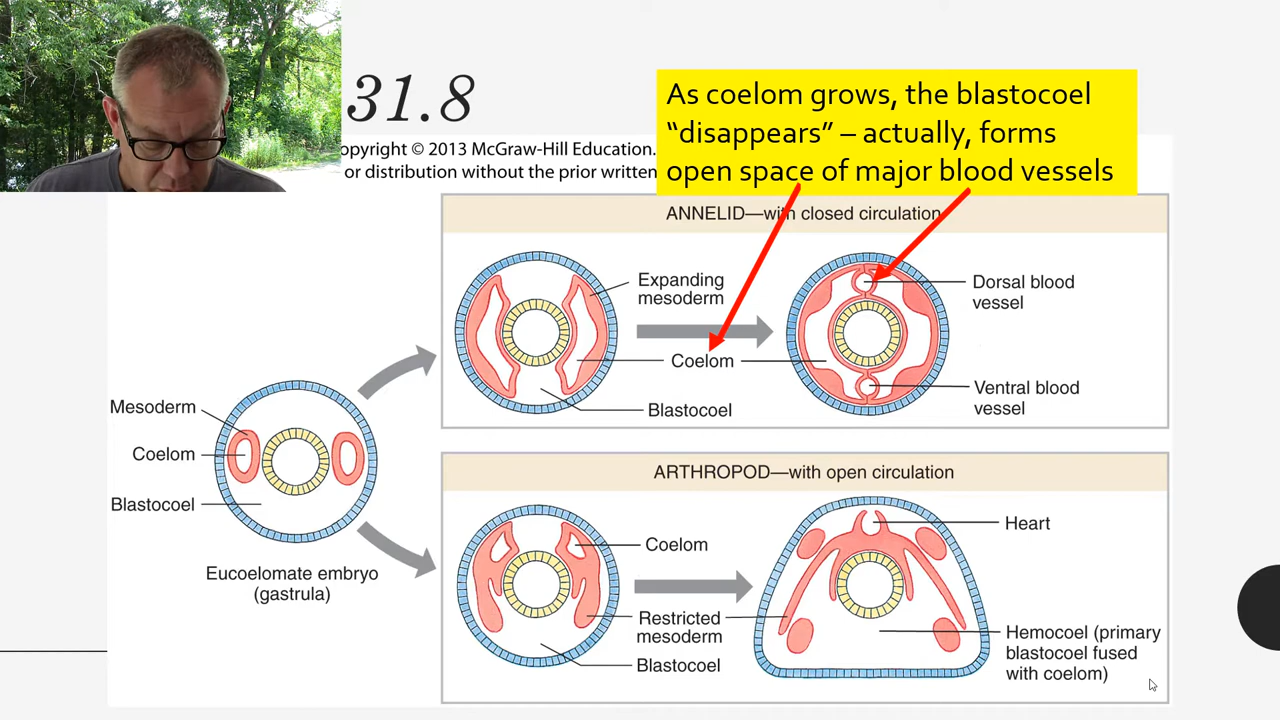 31.8
As coelom grows, the blastocoel
“disappears” – actually, forms
open space of major blood vessels
opyright © 2013 McGraw-Hill Education.
or distribution without the prior written
ANNELID—with closed circulation
Expanding
mesoderm
Coelom
Blastocoel
Dorsal blood
vessel
Ventral blood
vessel
Mesoderm
Coelom
Blastocoel
Eucoelomate embryo
(gastrula)
ARTHROPOD—with open circulation
Coelom
Restricted
mesoderm
Blastocoel
Heart
Hemocoel (primary
blastocoel fused
with coelom)